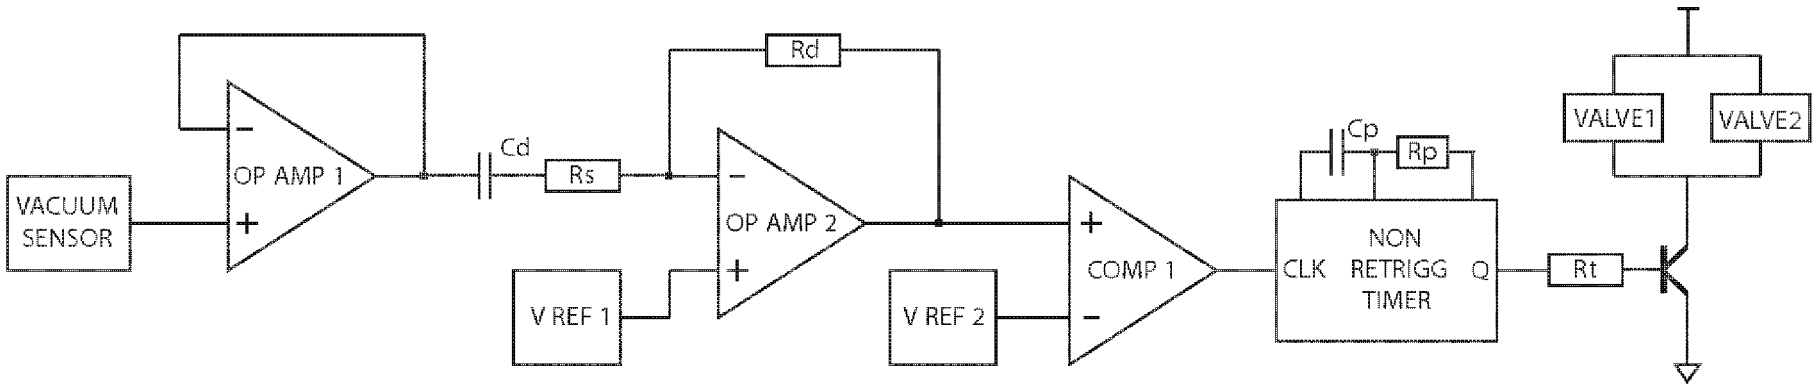 VACUUM
SENSOR
-
OP AMP 1
+
Cd
Rs
Rd
-
OP AMP 2
+
V REF 1
V REF 2
+
COMP 1
-
Cp
Rp
CLK
NON
RETRIGG
TIMER
Q
Rt
VALVE1
VALVE2